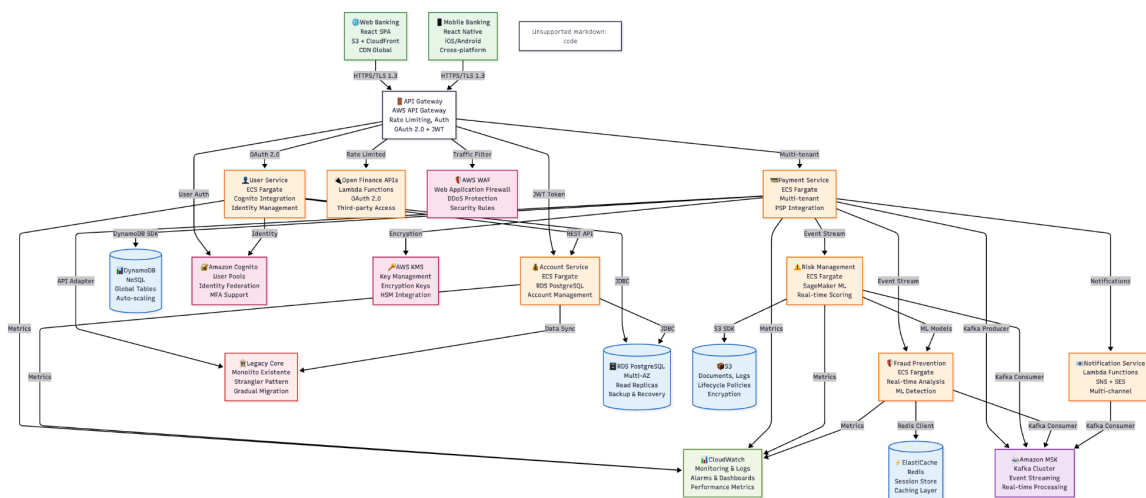 Web Banking
React SPA
S3 + CloudFront
CDN Global
Mobile Banking
React Native
iOS/Android
Cross-platform
Unsupported markdown:
code
HTTPS/TLS 1.3
HTTPS/TLS 1.3
API Gateway
AWS API Gateway
Rate Limiting, Auth
OAuth 2.0 + JWT
OAuth 2.0
Rate Limited
Traffic Filter
Multi-tenant
User Auth
JWT Token
User Service
ECS Fargate
Cognito Integration
Identity Management
Open Finance APIs
Lambda Functions
OAuth 2.0
Third-party Access
AWS WAF
Web Application Firewall
DDoS Protection
Security Rules
Payment Service
ECS Fargate
Multi-tenant
PSP Integration
DynamoDB SDK
Identity
Encryption
REST API
Event Stream
DynamoDB
NoSQL
Global Tables
Auto-scaling
Amazon Cognito
User Pools
Identity Federation
MFA Support
AWS KMS
Key Management
Encryption Keys
HSM Integration
Account Service
ECS Fargate
RDS PostgreSQL
Account Management
Risk Management
ECS Fargate
SageMaker ML
Real-time Scoring
API Adapter
JDBC
Event Stream
Notifications
Metrics
Data Sync
JDBC
S3 SDK
Metrics
ML Models
Kafka Producer
Metrics
Legacy Core
Monolito Existente
Strangler Pattern
Gradual Migration
RDS PostgreSQL
Multi-AZ
Read Replicas
Backup & Recovery
S3
Documents, Logs
Lifecycle Policies
Encryption
Metrics
Fraud Prevention
ECS Fargate
Real-time Analysis
ML Detection
Kafka Consumer
Notification Service
Lambda Functions
SNS + SES
Multi-channel
Metrics
Redis Client
Kafka Consumer
Kafka Consumer
CloudWatch
Monitoring & Logs
Alarms & Dashboards
Performance Metrics
ElastiCache
Redis
Session Store
Caching Layer
Amazon MSK
Kafka Cluster
Event Streaming
Real-time Processing